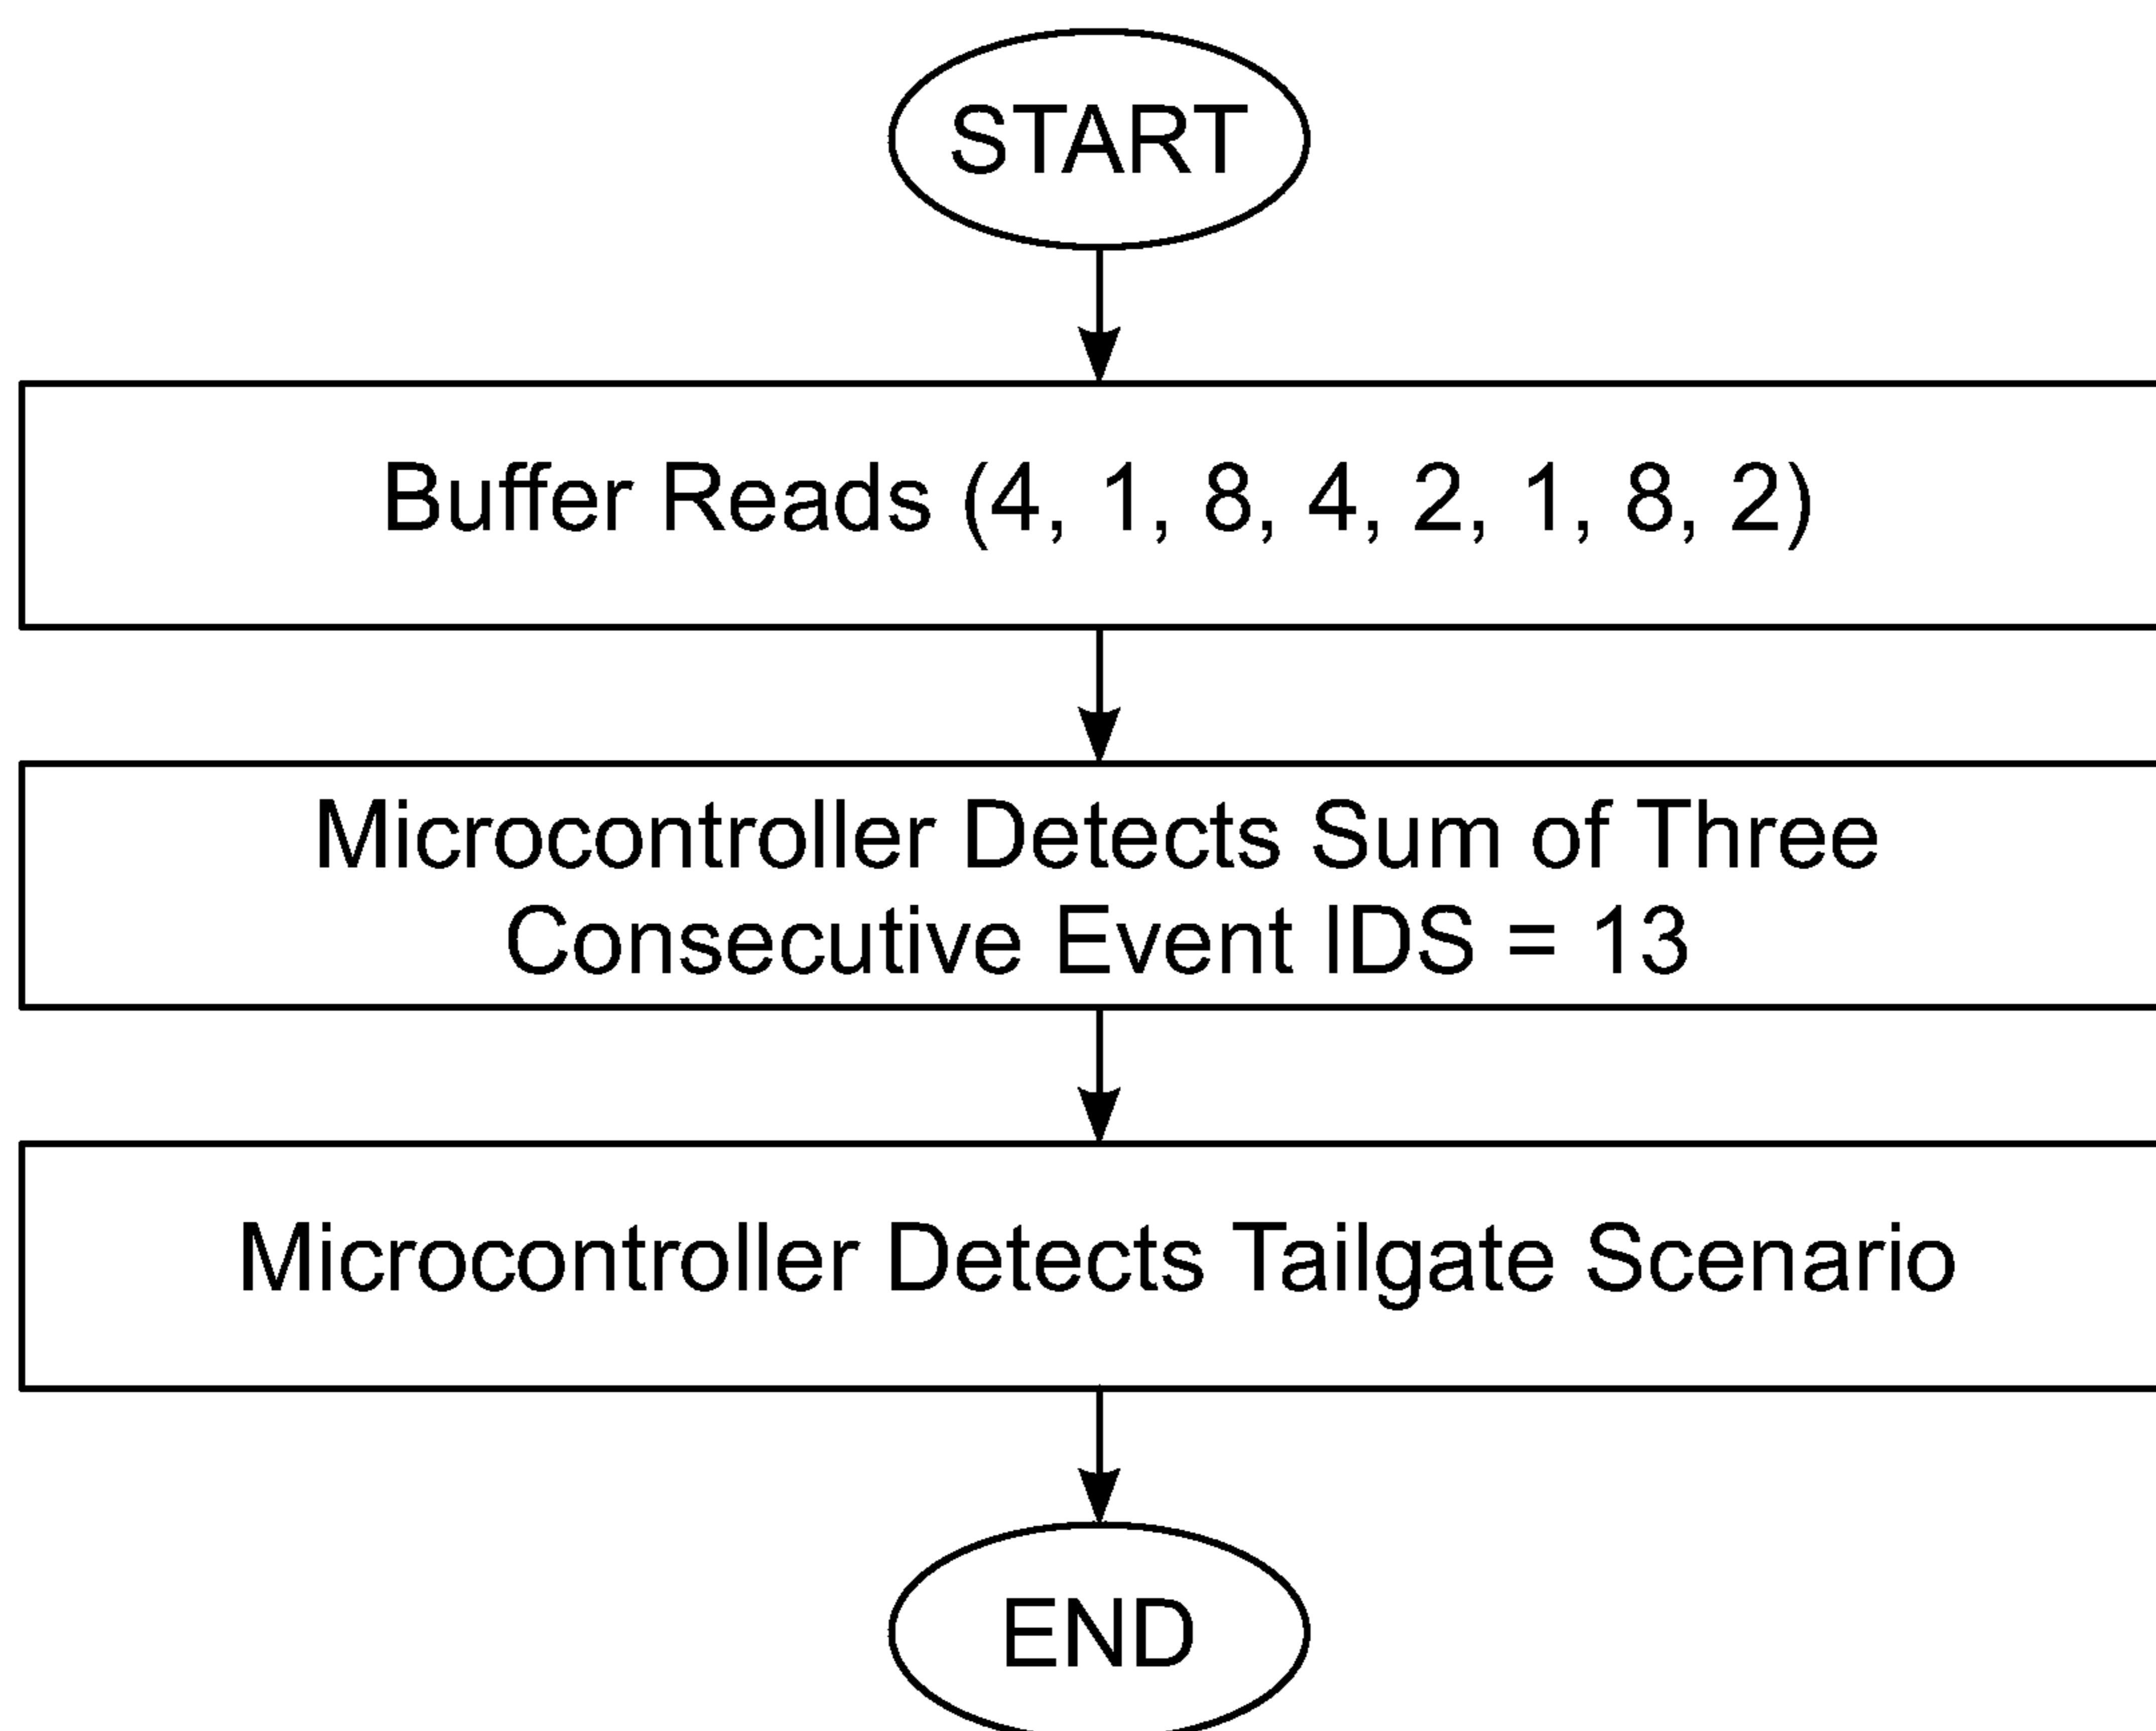 START
Buffer Reads (4, 1, 8, 4, 2, 1, 8, 2)
Microcontroller Detects Sum of Three
Consecutive Event IDS = 13
Microcontroller Detects Tailgate Scenario
END